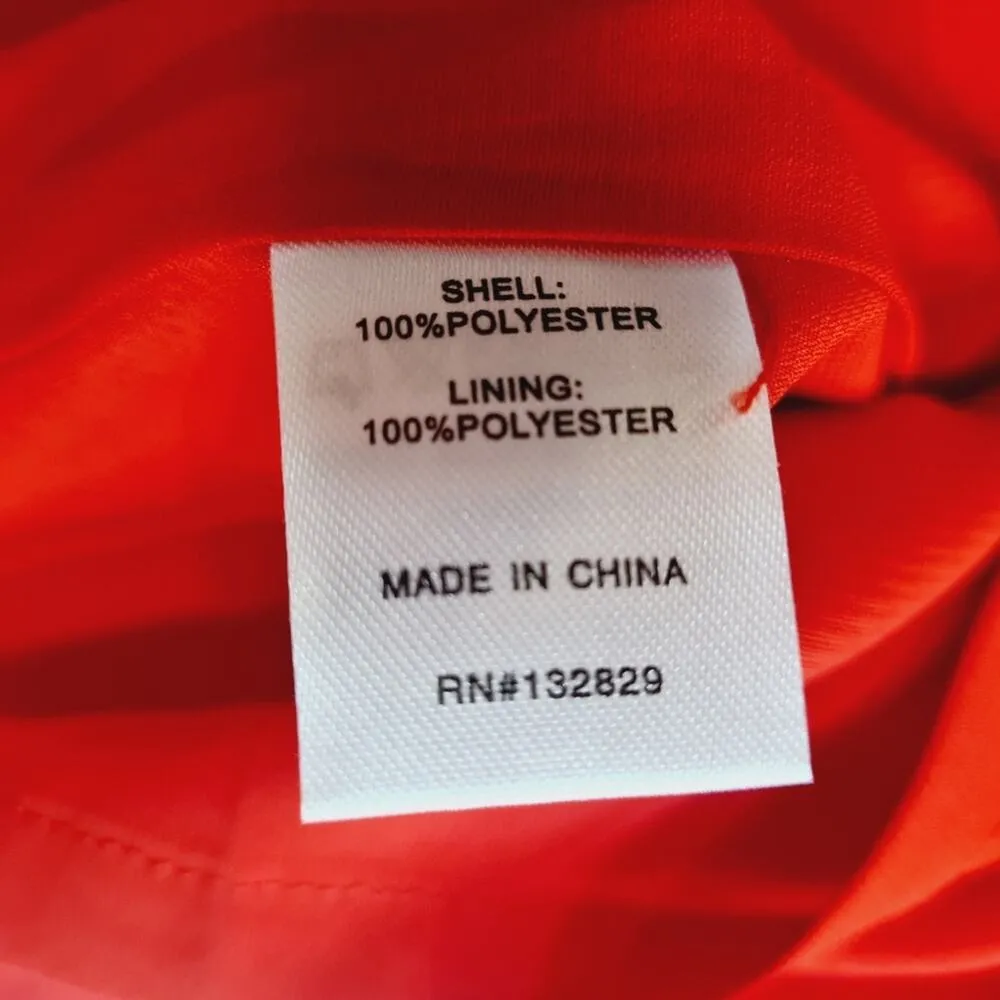 SHELL:
100%POLYESTER
LINING:
100%POLYESTER
MADE IN CHINA
RN#132829